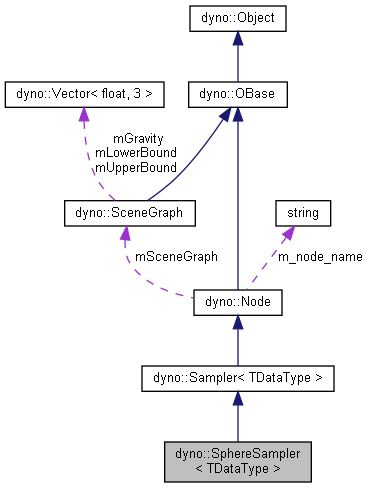 dyno::Object
dyno::Vector< float, 3 >
dyno::OBase
mGravity
mLowerBound
mUpperBound
dyno::SceneGraph
string
mSceneGraph
m_node_name
dyno::Node
dyno::Sampler< TDataType >
dyno::SphereSampler
< TDataType >